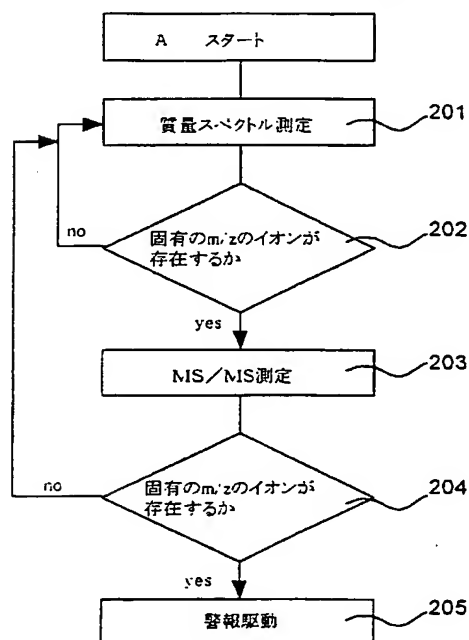 A スタート
質量スペクトル測定
201
固有のm/zのイオンが
存在するか
202
no
yes
MS/MS測定
203
固有のm/zのイオンが
存在するか
204
no
yes
警報駆動
205